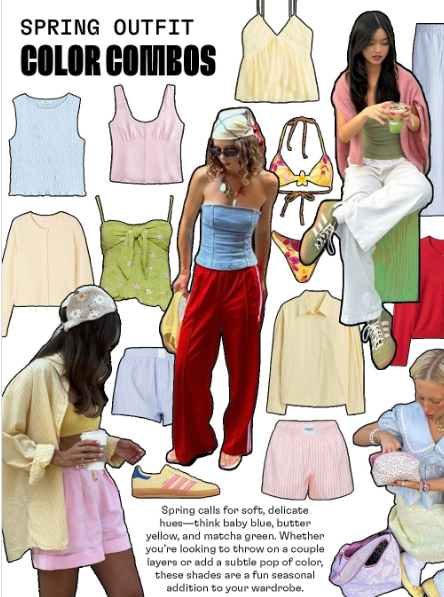 SPRING OUTFIT
COLOR COMBOS
Spring calls for soft, delicate
hues—think baby blue, butter
yellow, and matcha green. Whether
you're looking to throw on a couple
layers or add a subtle pop of color,
these shades are a fun seasonal
addition to your wardrobe.